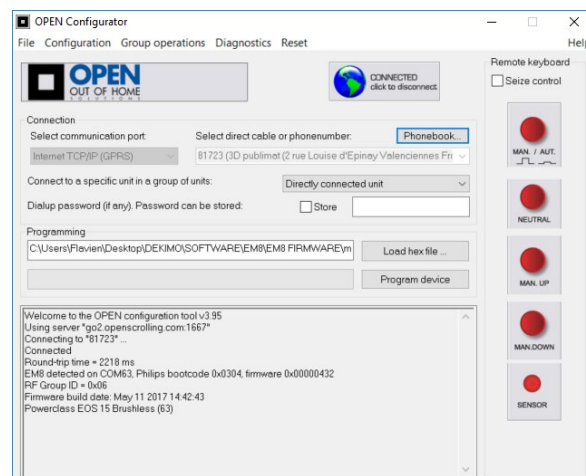 OPEN Configurator
File Configuration Group operations Diagnostics Reset Help
OPEN
OUT OF HOME
SOLUTIONS
CONNECTED
click to disconnect
Remote keyboard
Seize control
Connection
Select communication port:
Select direct cable or phonenumber:
Phonebook...
Internet TCP/IP (GPRS)
81723 (3D publimat (2 rue Louise d'Epinay Valenciennes Fri
Connect to a specific unit in a group of units:
Directly connected unit
Dialup password (if any). Password can be stored:
Store
Programming
C:\Users\Flavien\Desktop\DEKIMO\SOFTWARE\EM8\EM8 FIRMWARE\m
Load hex file ...
Program device
Welcome to the OPEN configuration tool v3.95
Using server "go2.openscrolling.com:1667"
Connecting to "81723" ...
Connected
Round-trip time = 2218 ms
EM8 detected on COM63, Philips bootcode 0x0304, firmware 0x00000432
RF Group ID = 0x06
Firmware build date: May 11 2017 14:42:43
Powerclass EOS 15 Brushless (63)
MAN. / AUT.
NEUTRAL
MAN. UP
MAN.DOWN
SENSOR